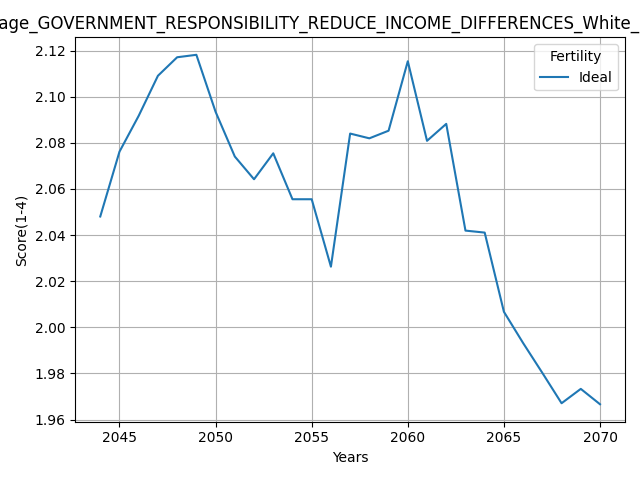 age_GOVERNMENT_RESPONSIBILITY_REDUCE_INCOME_DIFFERENCES_White_
Fertility
Ideal
2.12
2.10
2.08
2.06
2.04
2.02
2.00
1.98
1.96
Score(1-4)
2045 2050 2055 2060 2065 2070
Years